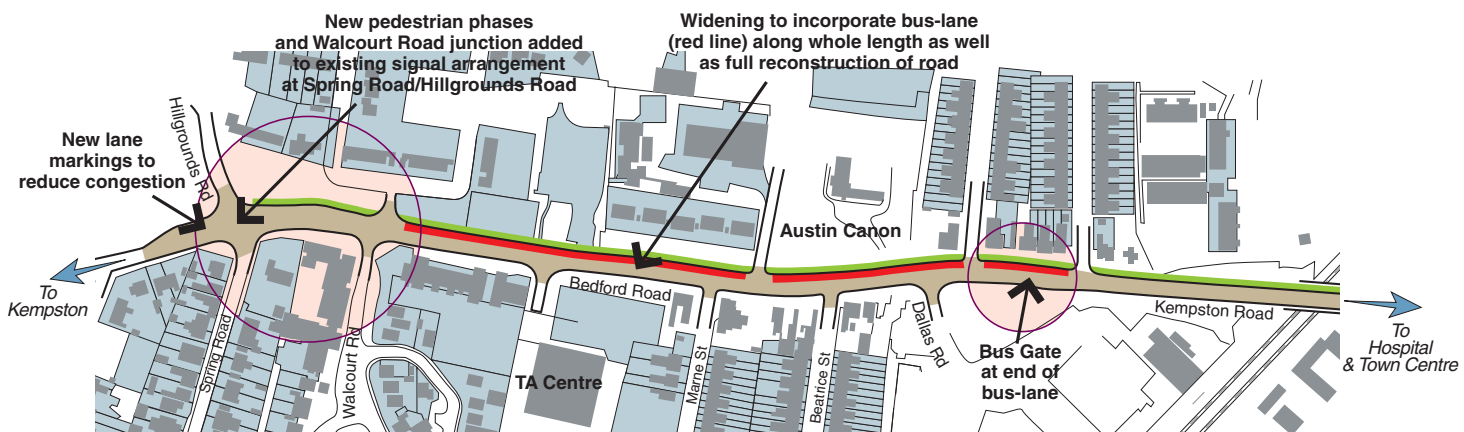 New pedestrian phases
and Walcourt Road junction added
to existing signal arrangement
at Spring Road/Hillgrounds Road
Widening to incorporate bus-lane
(red line) along whole length as well
as full reconstruction of road
New lane
markings to
reduce congestion
Hillgrounds Rd
Austin Canon
To
Kempston
Bedford Road
Kempston Road
Spring Road
Walcourt Rd
TA Centre
Marne St
Beatrice St
Dallas Rd
Bus Gate
at end of
bus-lane
To
Hospital
& Town Centre